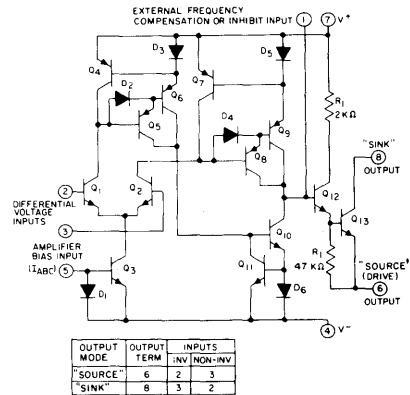 EXTERNAL FREQUENCY
COMPENSATION OR INHIBIT INPUT
1
7 V+
Q4
D3
Q7
D5
D2
Q6
Q5
D4
Q9
Q8
R1
2 KΩ
"SINK"
8
OUTPUT
2
Q1
Q2
Q12
Q13
DIFFERENTIAL
VOLTAGE
INPUTS
3
Q10
AMPLIFIER
BIAS INPUT
(IABC) 5
Q3
Q11
R1
47 KΩ
"SOURCE"
(DRIVE)
6
OUTPUT
D1
D6
4 V-
OUTPUT MODE OUTPUT TERM INPUTS
INV NON-INV
"SOURCE" 6 2 3
"SINK" 8 3 2